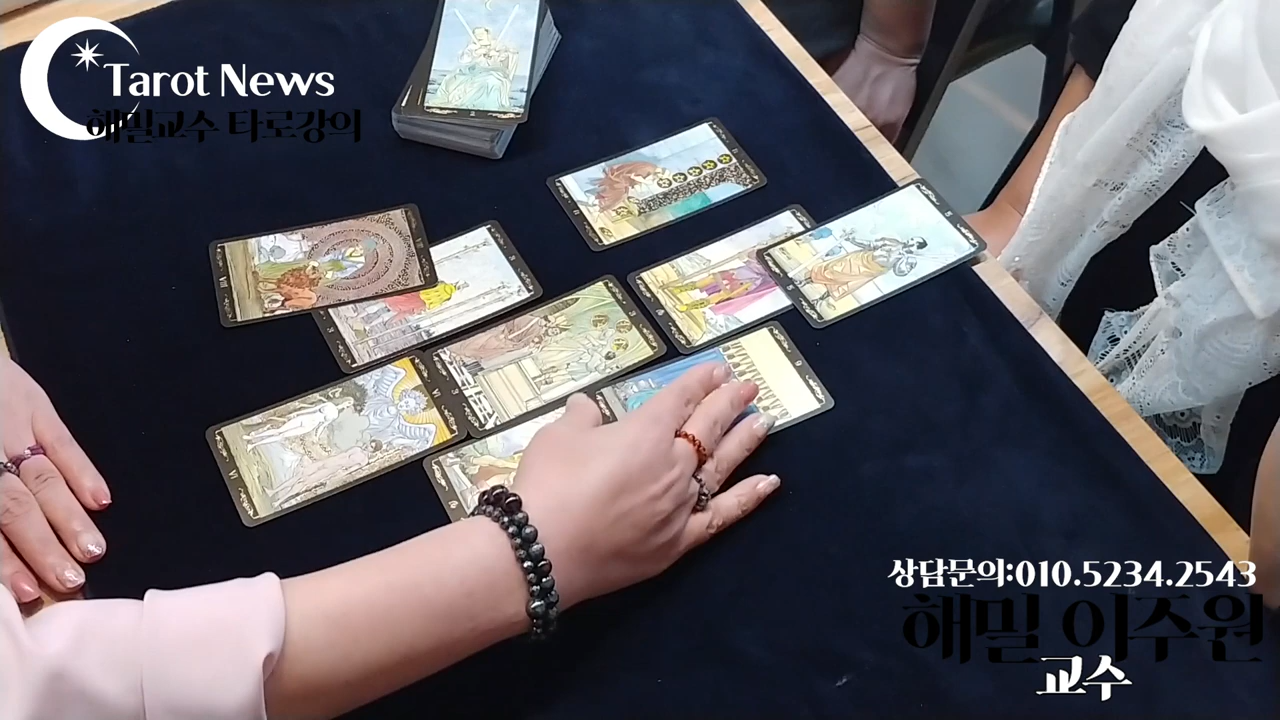 Tarot News
해밀교수 타로강의
VI
상담문의:010.5234.2543
해밀 이주원
교수